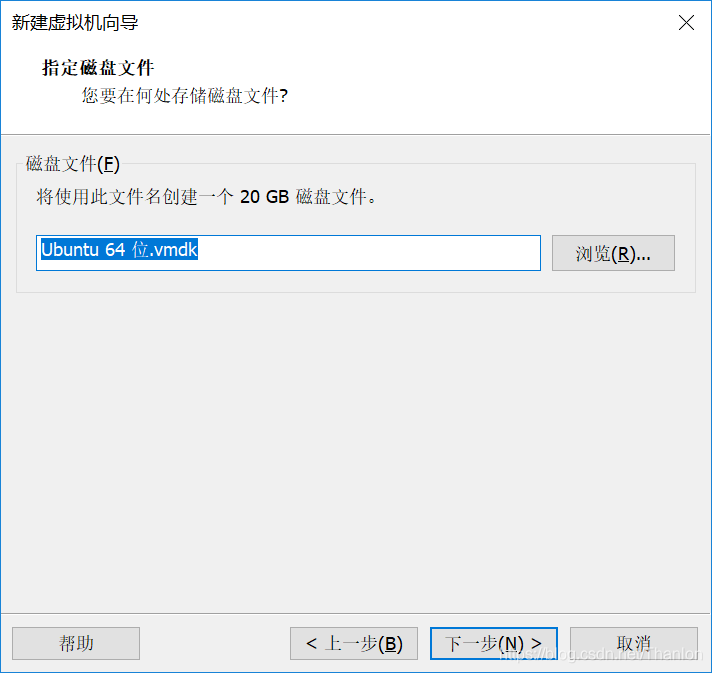 新建虚拟机向导
指定磁盘文件
您要在何处存储磁盘文件?
磁盘文件(F)
将使用此文件名创建一个 20 GB 磁盘文件。
Ubuntu 64 位.vmdk
浏览(R)...
帮助
< 上一步(B)
下一步(N) >
取消
https://blog.csdn.net/Thanlon